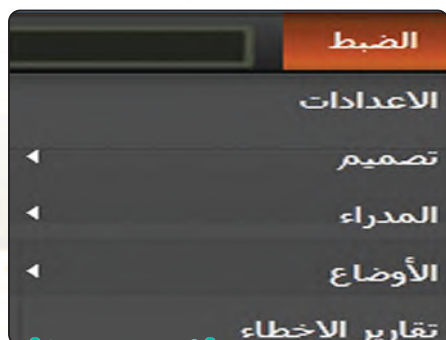 الضبط
الاعدادات
تصميم
المدراء
الأوضاع
تقارير الاخطاء